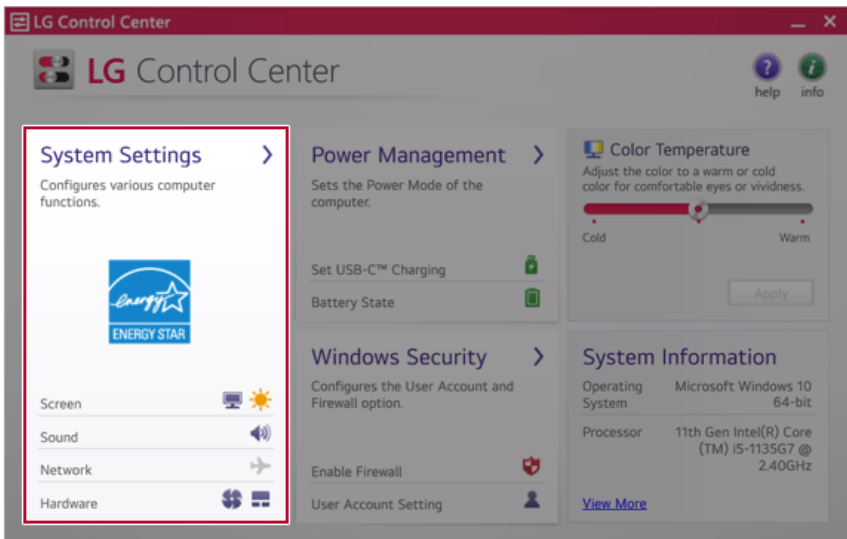 LG Control Center
LG Control Center
help
info
System Settings
Configures various computer
functions.
energy
ENERGY STAR
Screen
Sound
Network
Hardware
Power Management
Sets the Power Mode of the
computer.
Set USB-C™ Charging
Battery State
Windows Security
Configures the User Account and
Firewall option.
Enable Firewall
User Account Setting
Color Temperature
Adjust the color to a warm or cold
color for comfortable eyes or vividness.
Cold Warm
Apply
System Information
Operating Microsoft Windows 10
System 64-bit
Processor 11th Gen Intel(R) Core
(TM) i5-1135G7 @
2.40GHz
View More